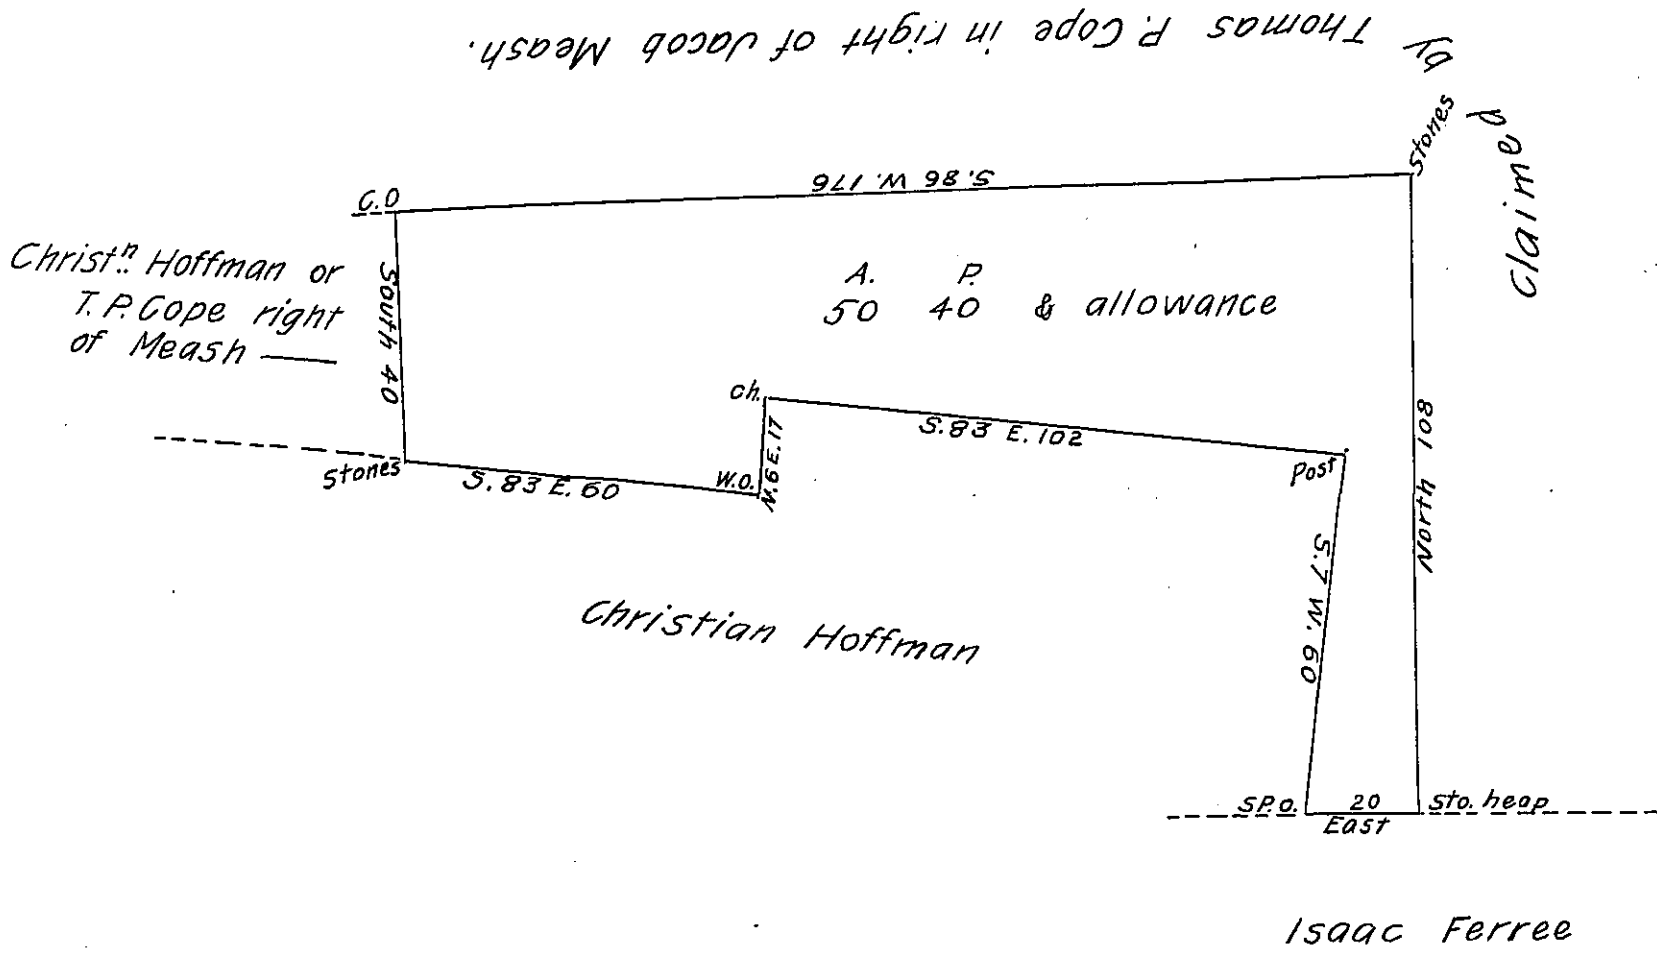 Claimed
by
Thomas P. Cope in right of Jacob Meash.
Stones
S. 86 W. 176
C.O
Christ.ⁿ Hoffman or
T. P. Cope right
of Meash
South 40
A. P.
50 40 & allowance
Ch.
S. 83 E. 102
N. 6 E. 17
W.O.
Stones
S. 83 E. 60
Post
North 108
S. 7 W. 60
Christian Hoffman
SP.O.
20
East
Sto. heap
Isaac Ferree